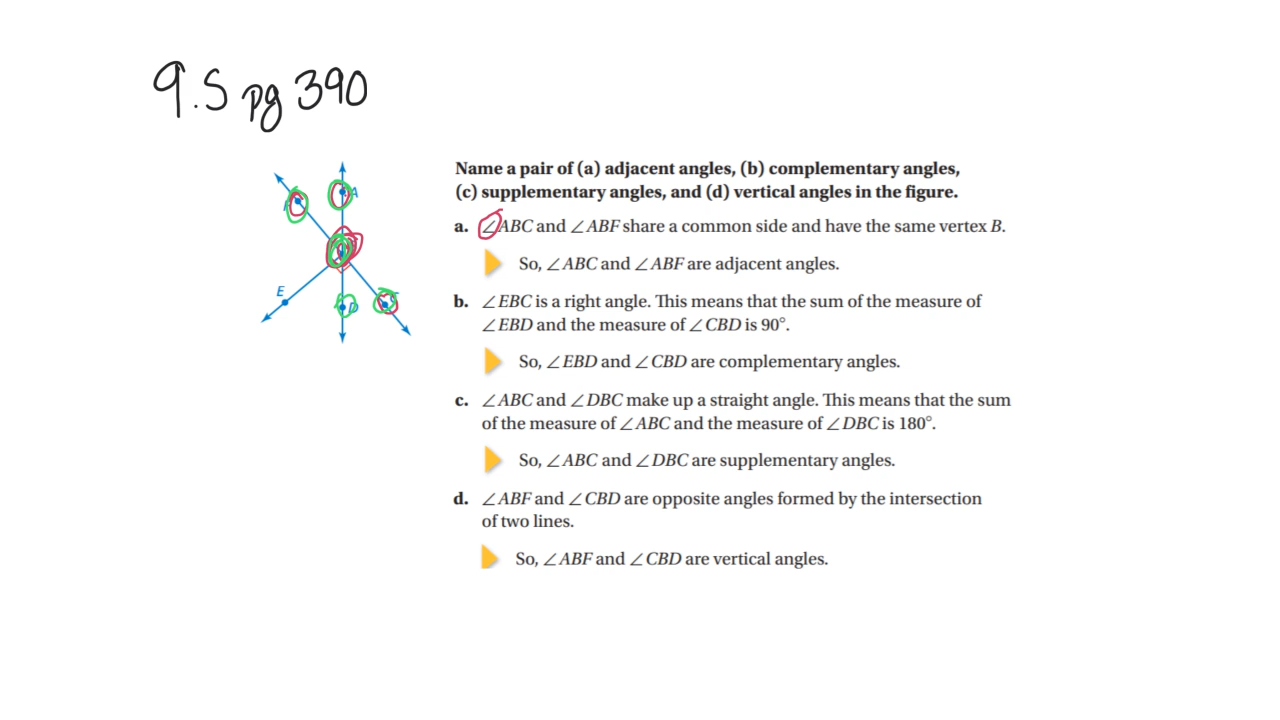 9.5 pg 390
A
E
D
Name a pair of (a) adjacent angles, (b) complementary angles,
(c) supplementary angles, and (d) vertical angles in the figure.
a. ∠ABC and ∠ABF share a common side and have the same vertex B.
So, ∠ABC and ∠ABF are adjacent angles.
b. ∠EBC is a right angle. This means that the sum of the measure of
∠EBD and the measure of ∠CBD is 90°.
So, ∠EBD and ∠CBD are complementary angles.
c. ∠ABC and ∠DBC make up a straight angle. This means that the sum
of the measure of ∠ABC and the measure of ∠DBC is 180°.
So, ∠ABC and ∠DBC are supplementary angles.
d. ∠ABF and ∠CBD are opposite angles formed by the intersection
of two lines.
So, ∠ABF and ∠CBD are vertical angles.